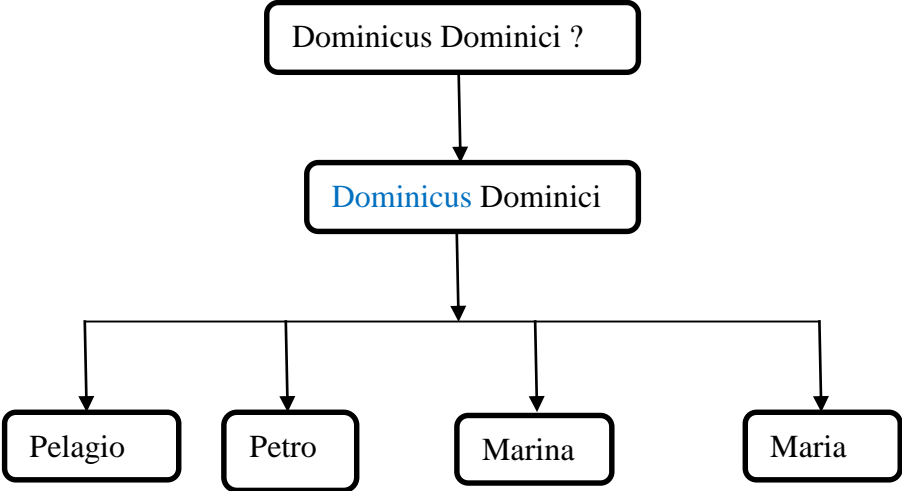 Dominicus Dominici ?
Dominicus Dominici
Pelagio
Petro
Marina
Maria